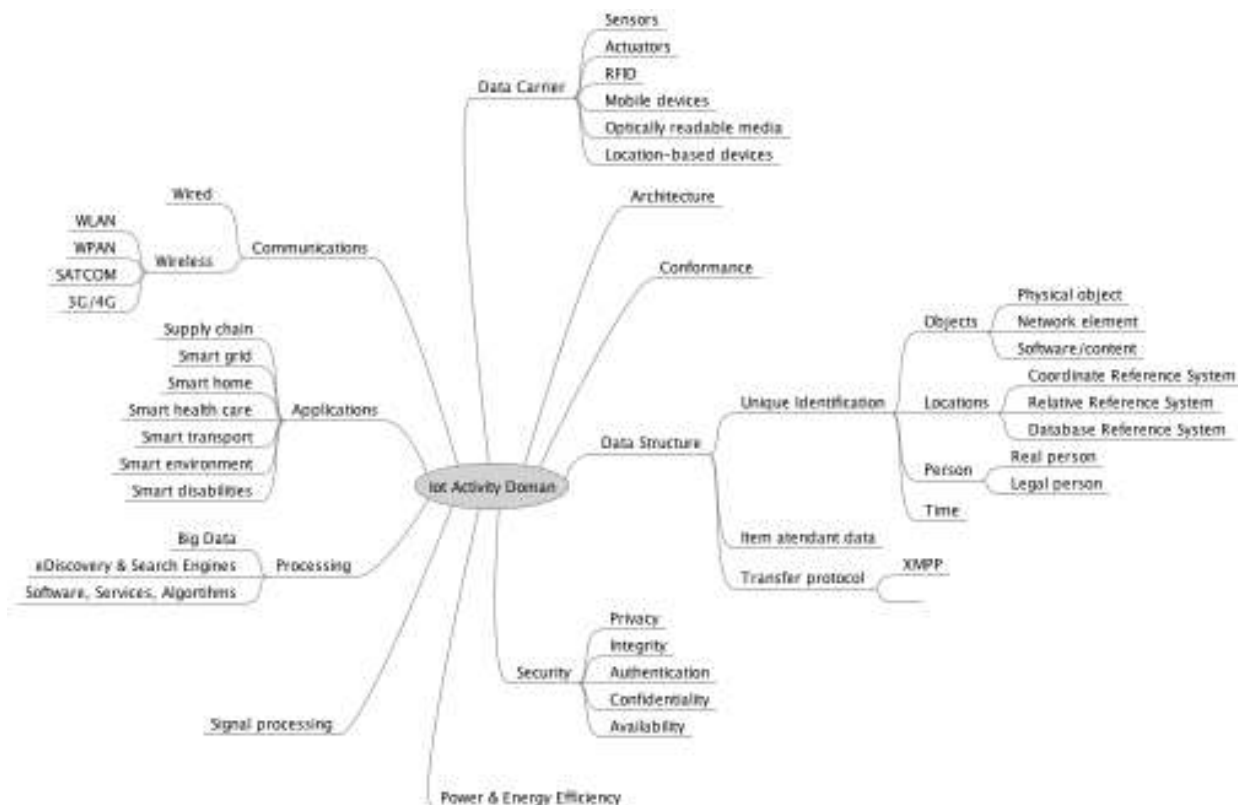 Sensors
Actuators
RFID
Data Carrier
Mobile devices
Optically readable media
Location-based devices
Architecture
Conformance
Wired
WLAN
WPAN
Wireless
Communications
SATCOM
3G/4G
Supply chain
Smart grid
Smart home
Smart health care
Applications
Smart transport
Smart environment
Smart disabilities
Iot Activity Doman
Big Data
eDiscovery & Search Engines
Processing
Software, Services, Algortihms
Signal processing
Power & Energy Efficiency
Security
Privacy
Integrity
Authentication
Confidentiality
Availability
Data Structure
Unique Identification
Objects
Physical object
Network element
Software/content
Locations
Coordinate Reference System
Relative Reference System
Database Reference System
Person
Real person
Legal person
Time
Item atendant data
Transfer protocol
XMPP